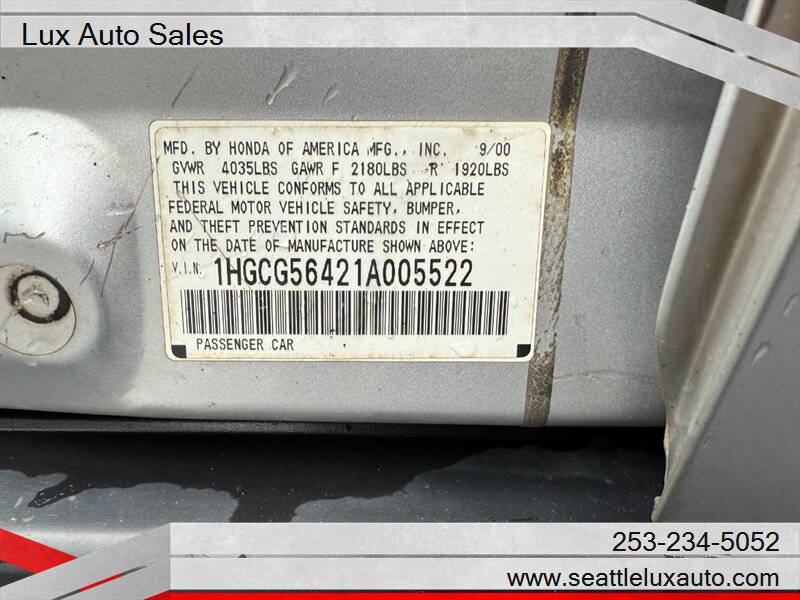 Lux Auto Sales
MFD. BY HONDA OF AMERICA MFG., INC. 9/00
GVWR 4035LBS GAWR F 2180LBS R 1920LBS
THIS VEHICLE CONFORMS TO ALL APPLICABLE
FEDERAL MOTOR VEHICLE SAFETY, BUMPER,
AND THEFT PREVENTION STANDARDS IN EFFECT
ON THE DATE OF MANUFACTURE SHOWN ABOVE:
V.I.N. 1HGCG56421A005522
PASSENGER CAR
253-234-5052
www.seattleluxauto.com